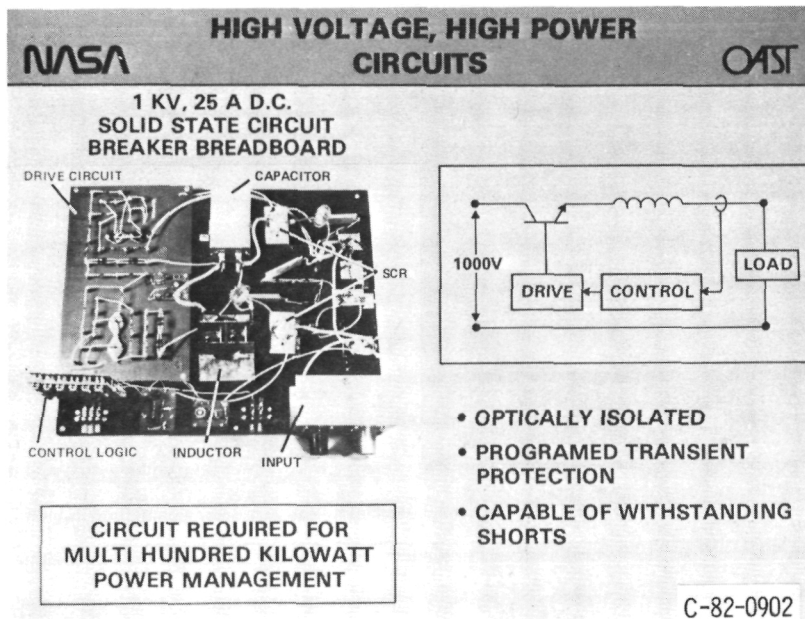 NASA
HIGH VOLTAGE, HIGH POWER
CIRCUITS
OAST
1 KV, 25 A D.C.
SOLID STATE CIRCUIT
BREAKER BREADBOARD
DRIVE CIRCUIT
CAPACITOR
SCR
CONTROL LOGIC
INDUCTOR
INPUT
1000V
DRIVE
CONTROL
LOAD
• OPTICALLY ISOLATED
• PROGRAMED TRANSIENT
PROTECTION
• CAPABLE OF WITHSTANDING
SHORTS
CIRCUIT REQUIRED FOR
MULTI HUNDRED KILOWATT
POWER MANAGEMENT
C-82-0902